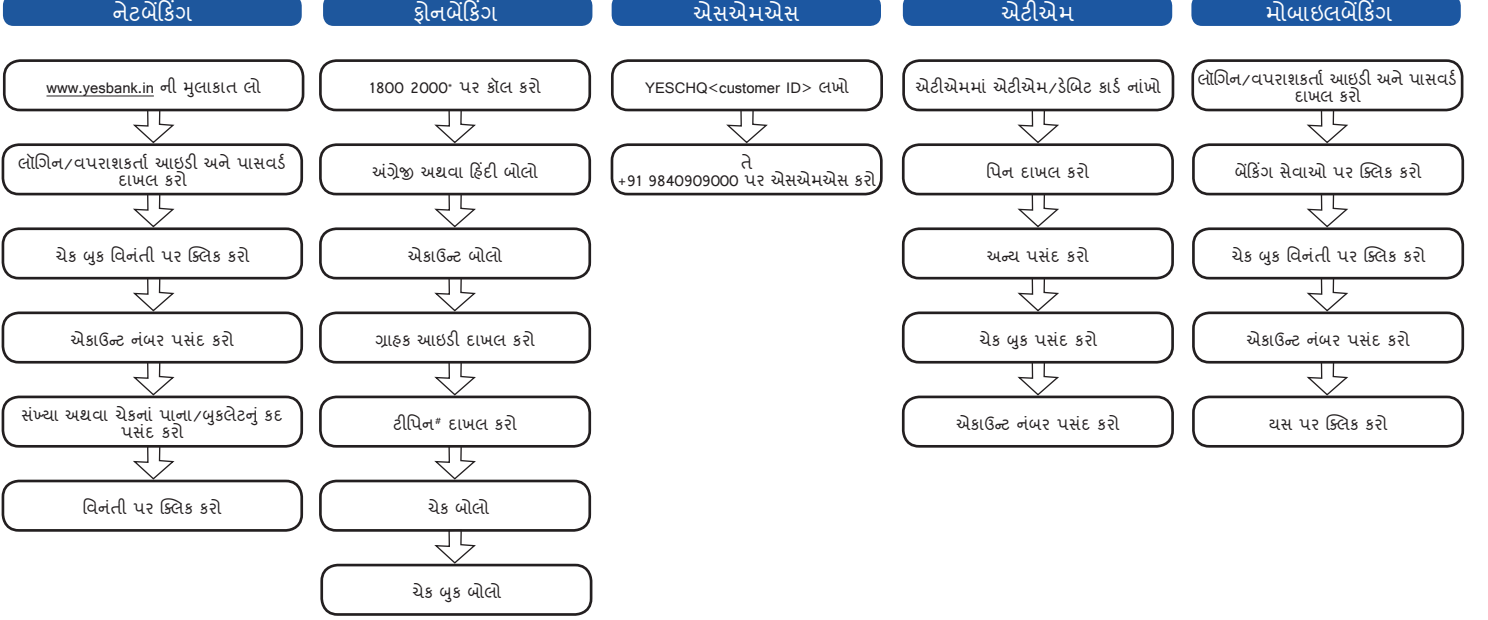 નેટબેંકિંગ
www.yesbank.in ની મુલાકાત લો
લૉગિન/વપરાશકર્તા આઇડી અને પાસવર્ડ
દાખલ કરો
ચેક બુક વિનંતી પર ક્લિક કરો
એકાઉન્ટ નંબર પસંદ કરો
સંખ્યા અથવા ચેકનાં પાના/બુકલેટનું કદ
પસંદ કરો
વિનંતી પર ક્લિક કરો
ફોનબેંકિંગ
1800 2000* પર કૉલ કરો
અંગ્રેજી અથવા હિંદી બોલો
એકાઉન્ટ બોલો
ગ્રાહક આઇડી દાખલ કરો
ટીપિન# દાખલ કરો
ચેક બોલો
ચેક બુક બોલો
એસએમએસ
YESCHQ<customer ID> લખો
તે
+91 9840909000 પર એસએમએસ કરો
એટીએમ
એટીએમમાં એટીએમ/ડેબિટ કાર્ડ નાંખો
પિન દાખલ કરો
અન્ય પસંદ કરો
ચેક બુક પસંદ કરો
એકાઉન્ટ નંબર પસંદ કરો
મોબાઇલબેંકિંગ
લૉગિન/વપરાશકર્તા આઇડી અને પાસવર્ડ
દાખલ કરો
બેંકિંગ સેવાઓ પર ક્લિક કરો
ચેક બુક વિનંતી પર ક્લિક કરો
એકાઉન્ટ નંબર પસંદ કરો
યસ પર ક્લિક કરો